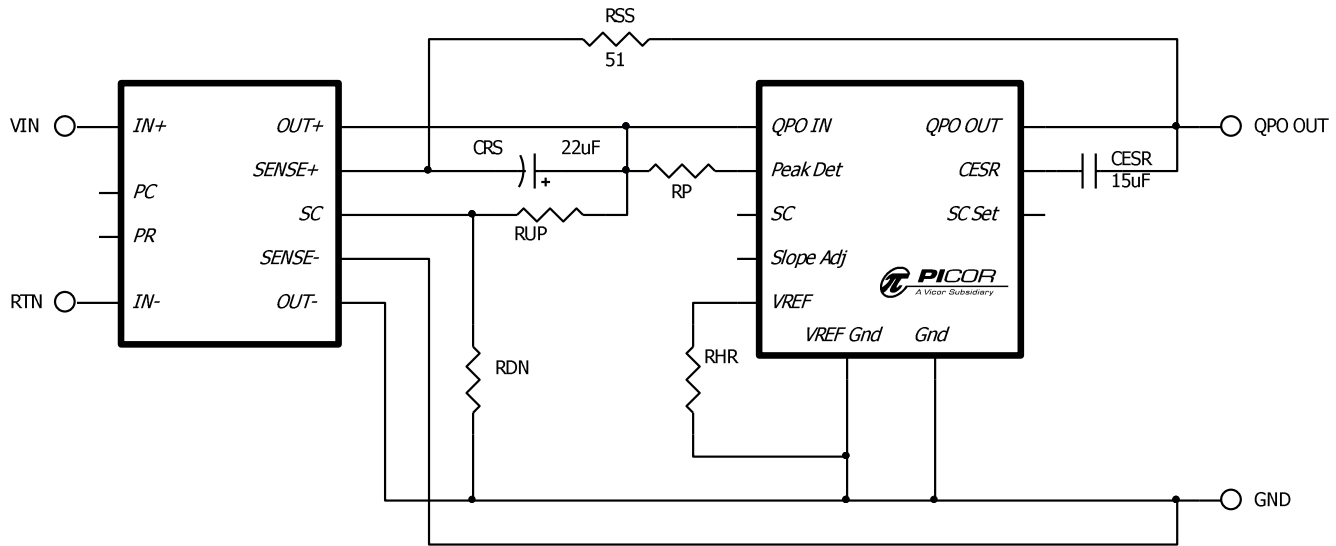 RSS
51
VIN
IN+
OUT+
QPO IN
QPO OUT
QPO OUT
CRS
22uF
SENSE+
Peak Det
CESR
CESR
15uF
RP
PC
SC
SC
SC Set
RUP
PR
SENSE-
Slope Adj
PICOR
A Vicor Subsidiary
RTN
IN-
OUT-
VREF
VREF Gnd
Gnd
RHR
RDN
GND
+